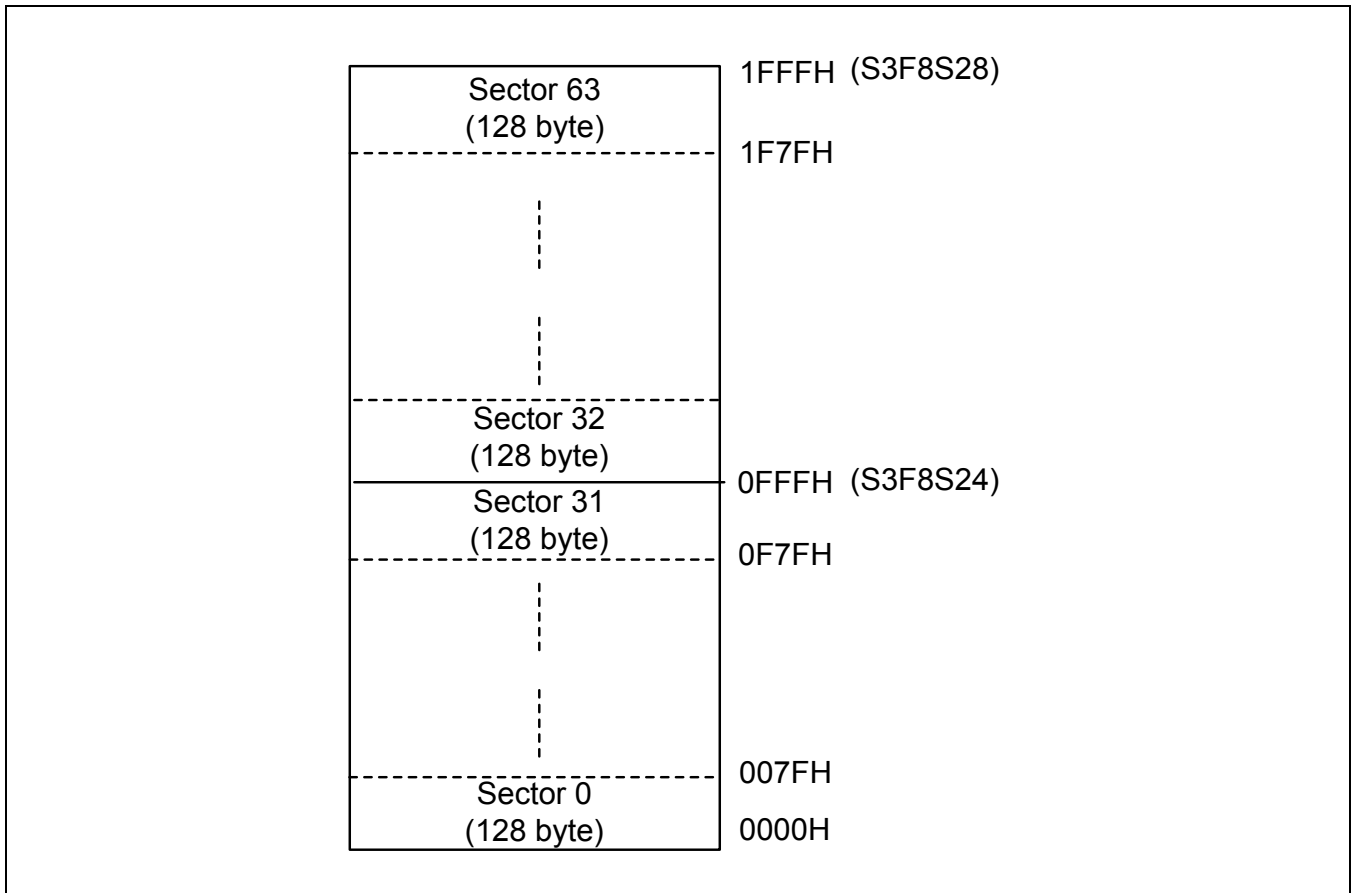 1FFFH (S3F8S28)
Sector 63
(128 byte)
1F7FH
Sector 32
(128 byte)
0FFFH (S3F8S24)
Sector 31
(128 byte)
0F7FH
007FH
Sector 0
(128 byte)
0000H